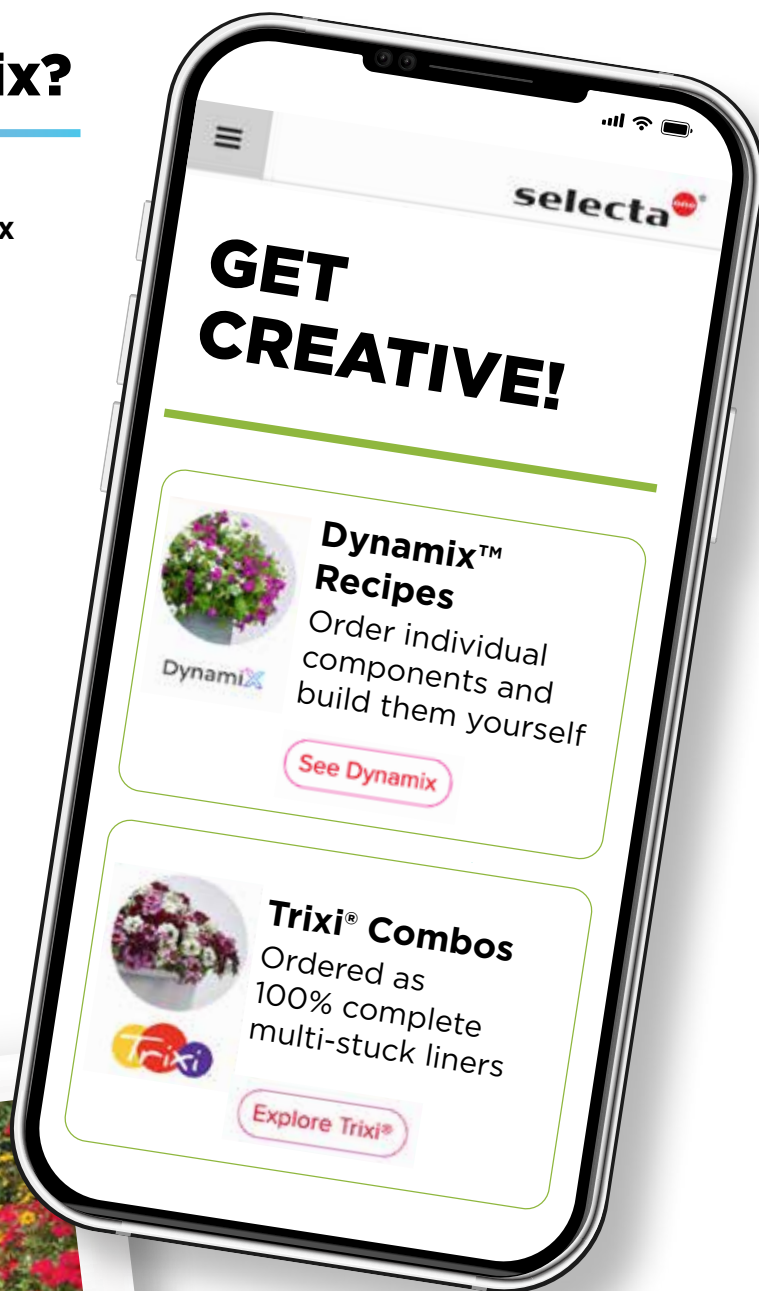 ix?
x
selecta one®
GET
CREATIVE!
Dynamix™
Recipes
Order individual
components and
build them yourself
DynamiX
See Dynamix
Trixi® Combos
Ordered as
100% complete
multi-stuck liners
Trixi
Explore Trixi®